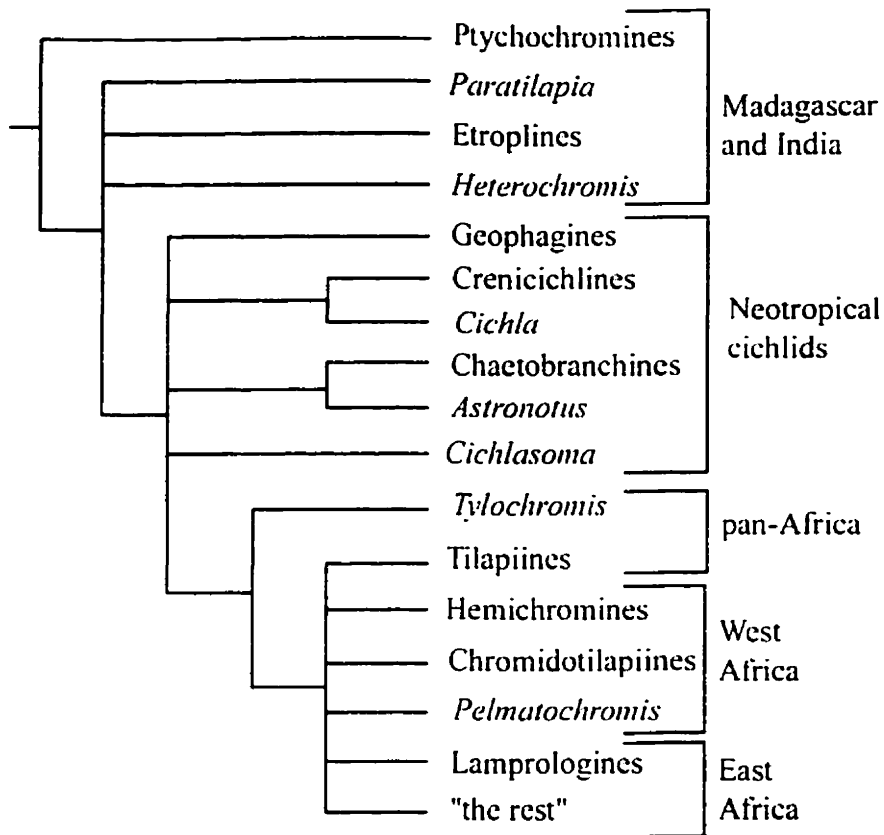 Ptychochromines
Paratilapia
Etroplines
Heterochromis
Madagascar
and India
Geophagines
Crenicichlines
Cichla
Chaetobranchines
Astronotus
Cichlasoma
Neotropical
cichlids
Tylochromis
Tilapiines
pan-Africa
Hemichromines
Chromidotilapiines
Pelmatochromis
West
Africa
Lamprologines
"the rest"
East
Africa